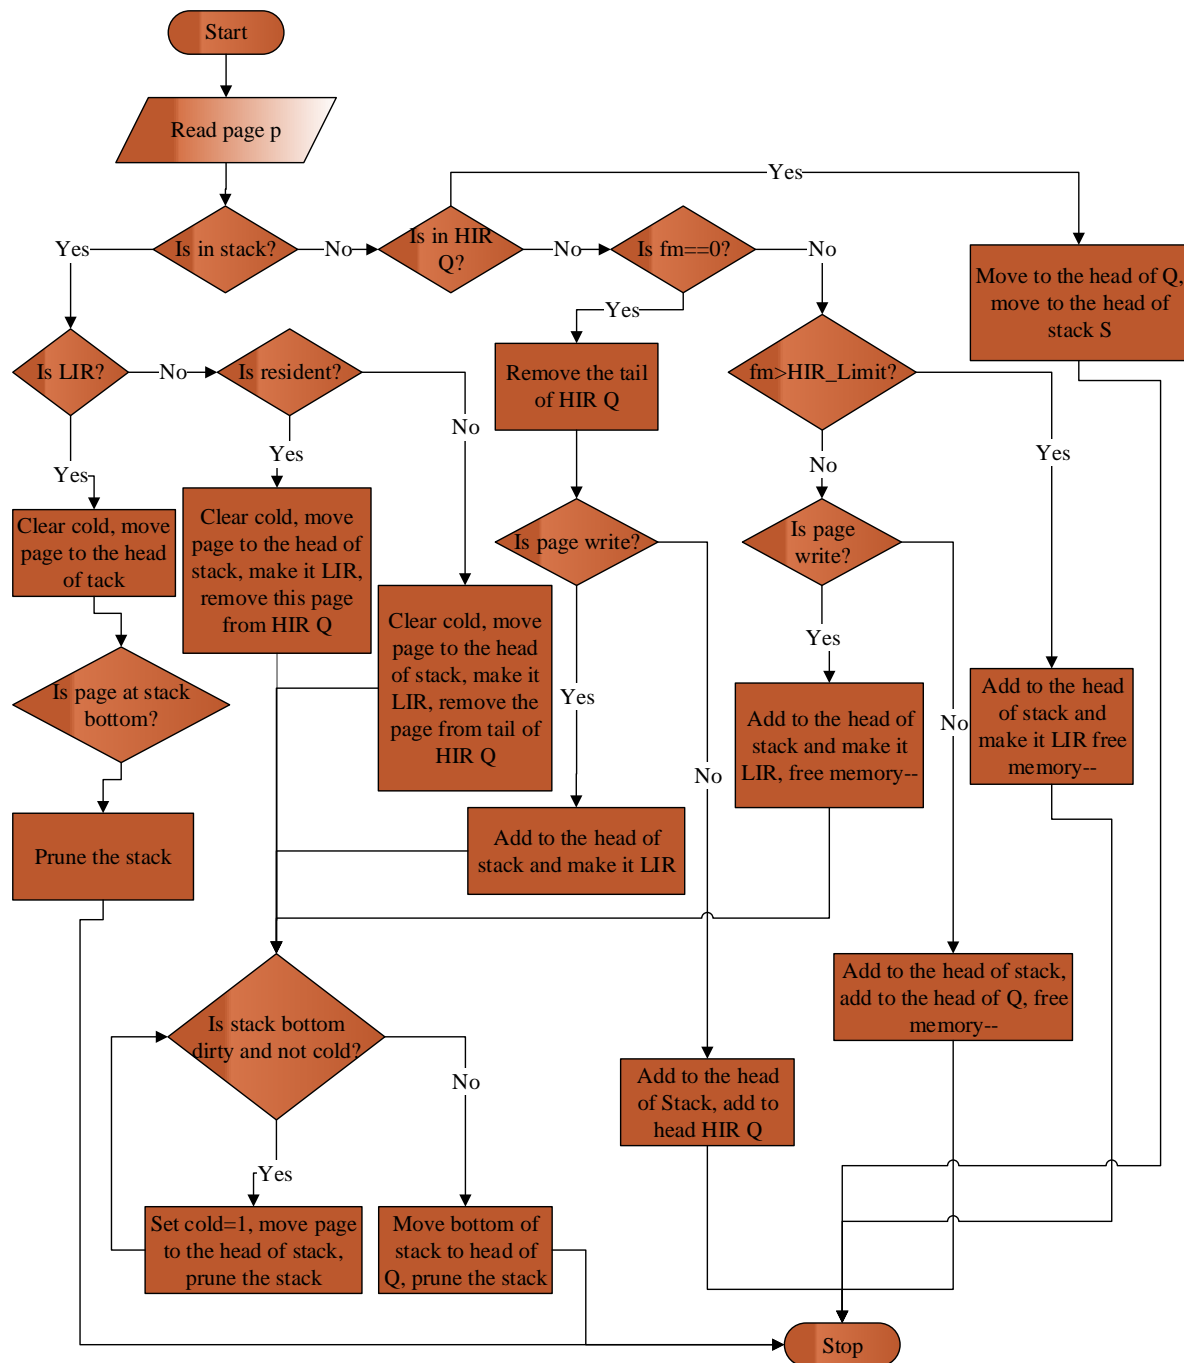 Start
Read page p
Yes
Is in stack?
No
Is in HIR
Q?
No
Is fm==0?
No
Yes
Yes
Move to the head of Q,
move to the head of
stack S
Is LIR?
No
Is resident?
Remove the tail
of HIR Q
fm>HIR_Limit?
Yes
Yes
No
No
Yes
Clear cold, move
page to the head
of tack
Clear cold, move
page to the head of
stack, make it LIR,
remove this page
from HIR Q
Is page write?
Is page
write?
Clear cold, move
page to the head
of stack, make it
LIR, remove the
page from tail of
HIR Q
Yes
Yes
No
No
Is page at stack
bottom?
Add to the head of
stack and make it
LIR, free memory--
Add to the head
of stack and
make it LIR free
memory--
Prune the stack
Add to the head of
stack and make it LIR
Is stack bottom
dirty and not cold?
Add to the head of stack,
add to the head of Q, free
memory--
No
Yes
Add to the head
of Stack, add to
head HIR Q
Set cold=1, move page
to the head of stack,
prune the stack
Move bottom of
stack to head of
Q, prune the stack
Stop